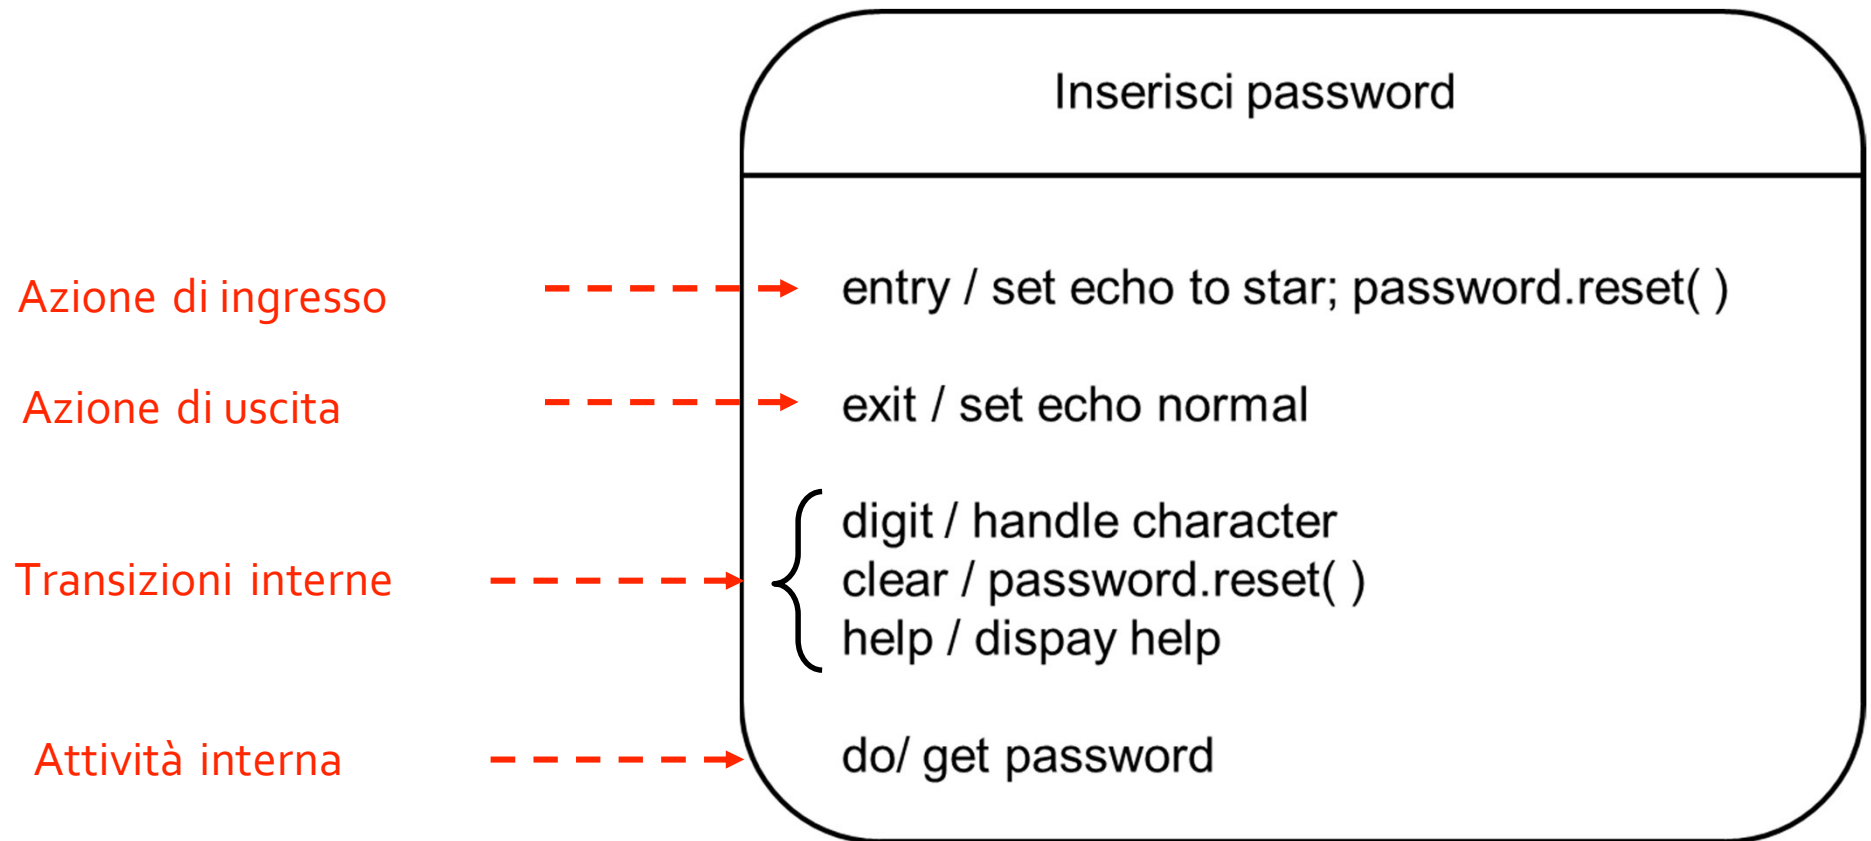 Inserisci password
Azione di ingresso
entry / set echo to star; password.reset( )
Azione di uscita
exit / set echo normal
digit / handle character
Transizioni interne
clear / password.reset( )
help / dispay help
Attività interna
do/ get password